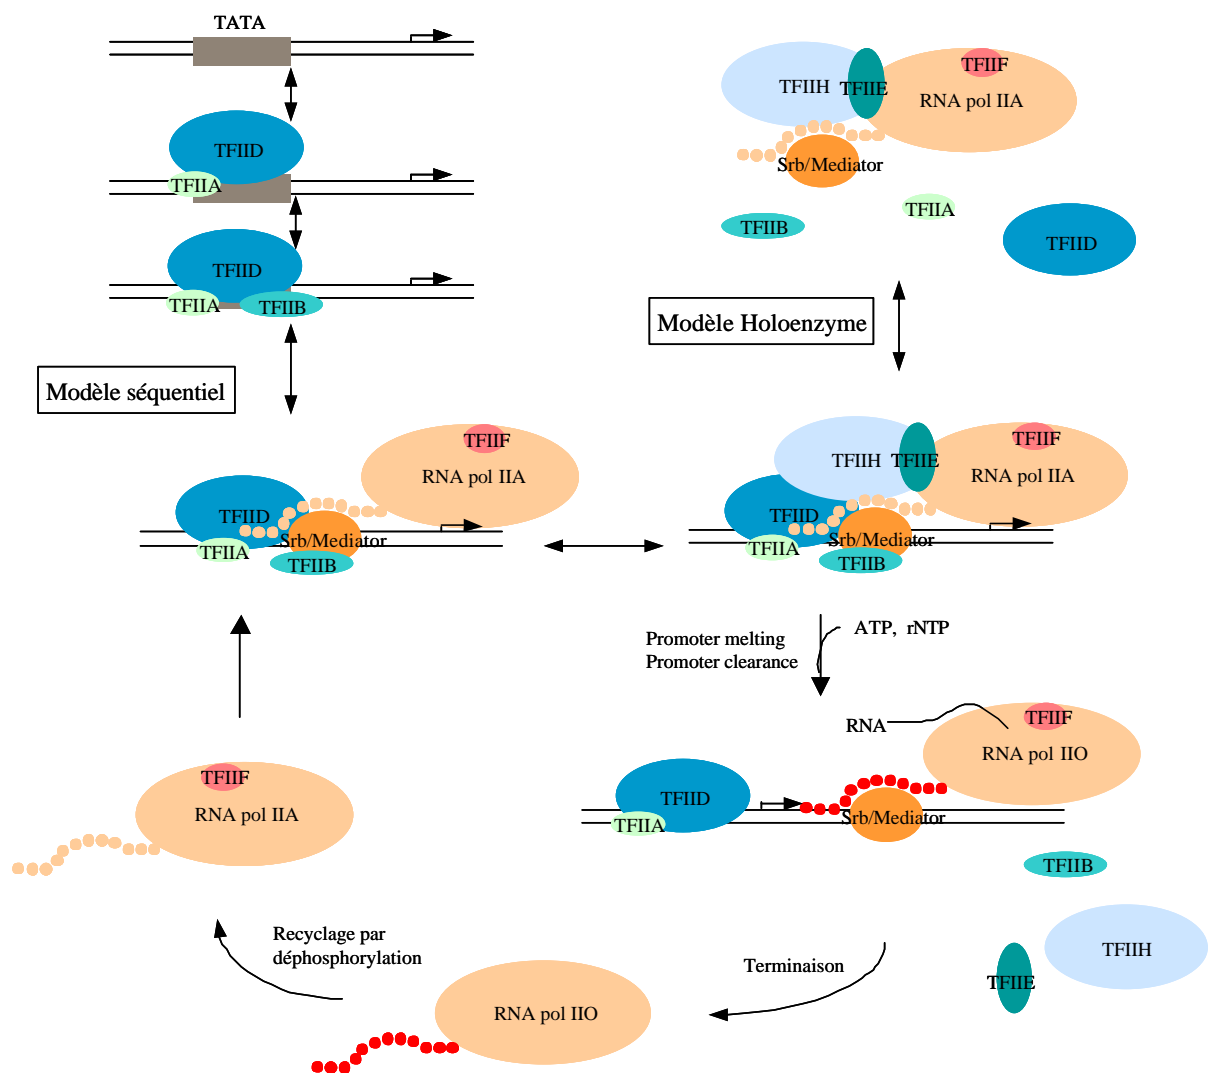 TATA
TFIID
TFIIA
TFIID
TFIIA
TFIIB
Modèle séquentiel
TFIIF
RNA pol IIA
TFIID
Srb/Mediator
TFIIA
TFIIB
TFIIH
TFIIE
TFIIF
RNA pol IIA
Srb/Mediator
TFIIA
TFIIB
TFIID
Modèle Holoenzyme
TFIIF
TFIIH
TFIIE
RNA pol IIA
TFIID
Srb/Mediator
TFIIA
TFIIB
Promoter melting
Promoter clearance
ATP, rNTP
RNA
TFIIF
RNA pol IIO
TFIID
TFIIA
Srb/Mediator
TFIIB
TFIIH
TFIIE
Terminaison
RNA pol IIO
Recyclage par
déphosphorylation
TFIIF
RNA pol IIA